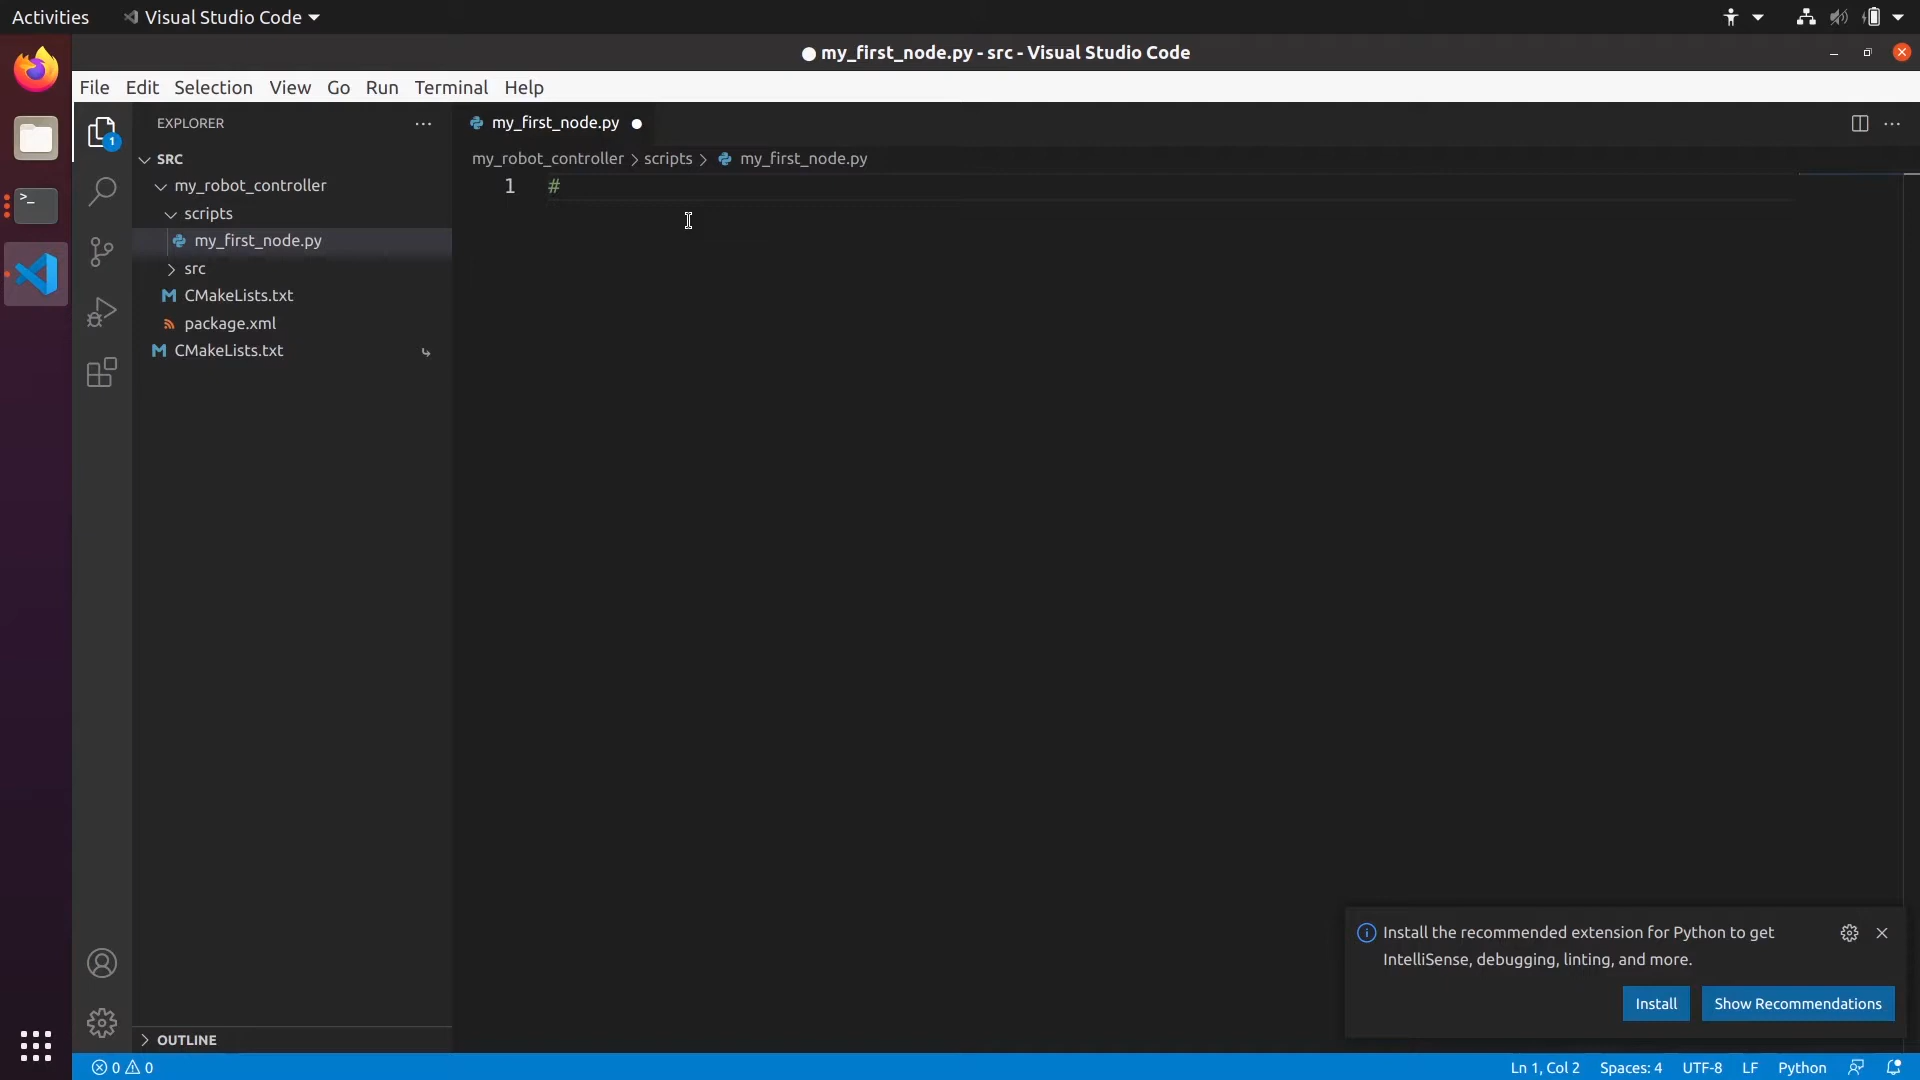 Activities
Visual Studio Code
● my_first_node.py - src - Visual Studio Code
File Edit Selection View Go Run Terminal Help
EXPLORER
my_first_node.py
SRC
my_robot_controller > scripts > my_first_node.py
my_robot_controller
scripts
my_first_node.py
src
CMakeLists.txt
package.xml
CMakeLists.txt
1 #
1
>_
Install the recommended extension for Python to get
IntelliSense, debugging, linting, and more.
Install
Show Recommendations
OUTLINE
0 0
Ln 1, Col 2 Spaces: 4 UTF-8 LF Python